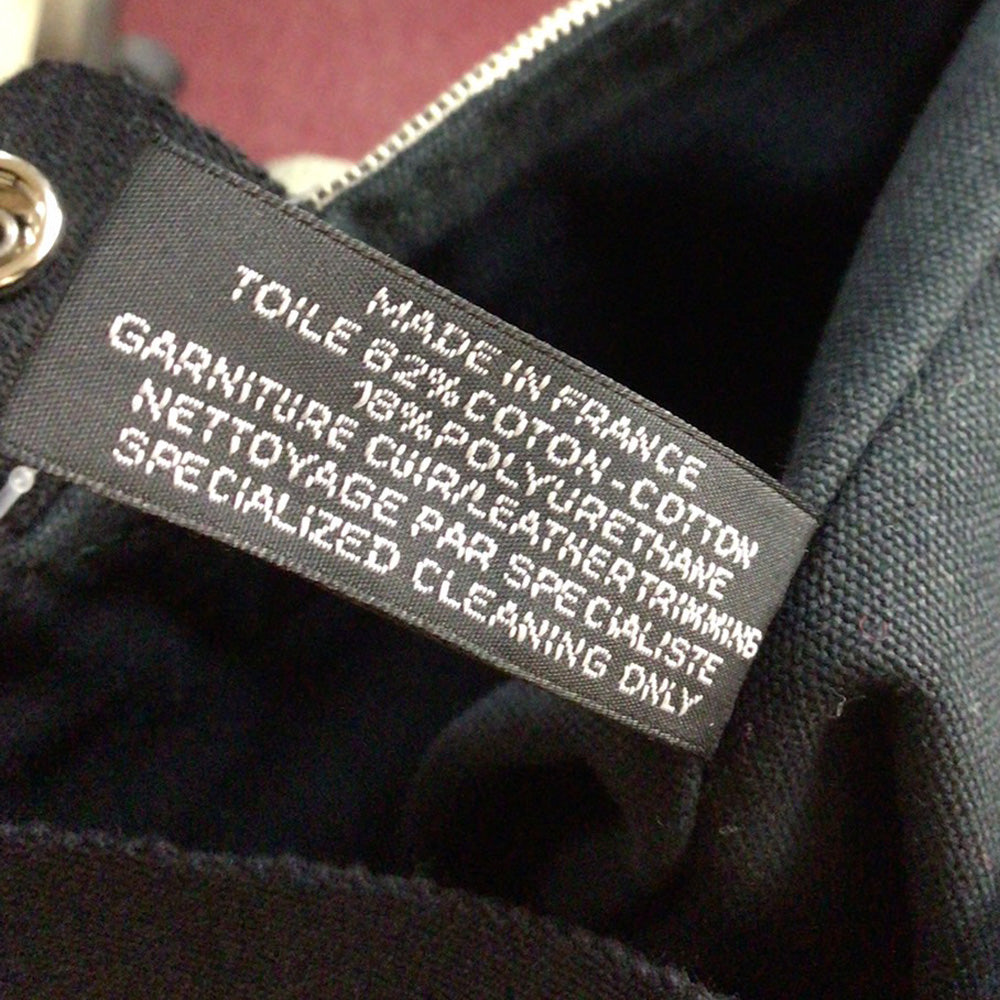 MADE IN FRANCE
TOILE 82% COTON-COTTON
18% POLYURETHANE
GARNITURE CUIR/LEATHER TRIMMING
NETTOYAGE PAR SPECIALISTE
SPECIALIZED CLEANING ONLY